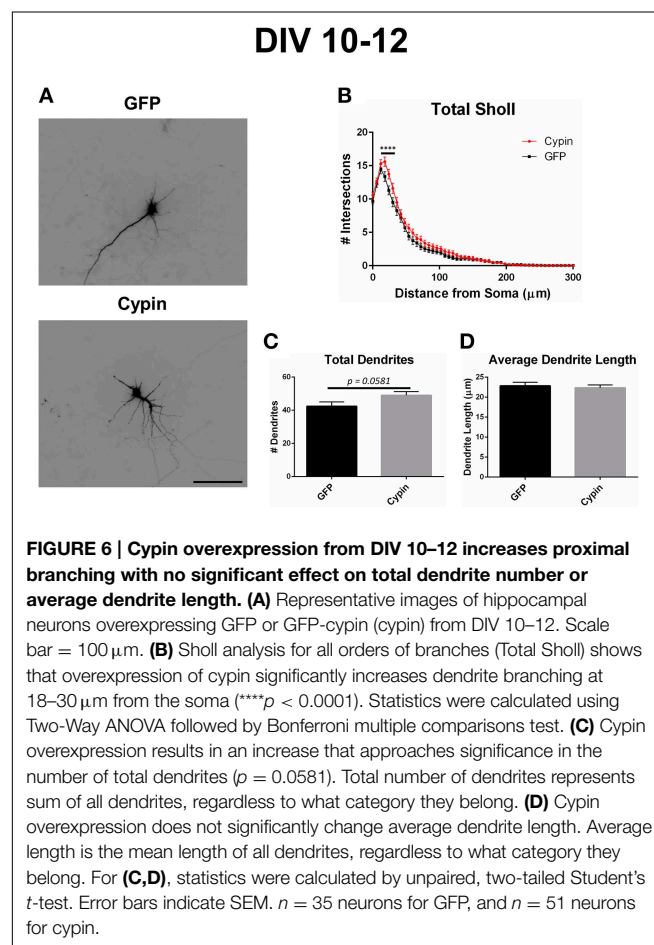 DIV 10-12
A
GFP
Cypin
B
Total Sholl
****
Cypin
GFP
20
15
10
5
0
# Intersections
0 100 200 300
Distance from Soma (μm)
C
Total Dendrites
p = 0.0581
60
40
20
0
# Dendrites
GFP Cypin
D
Average Dendrite Length
25
20
15
10
5
0
Dendrite Length (μm)
GFP Cypin
FIGURE 6 | Cypin overexpression from DIV 10–12 increases proximal
branching with no significant effect on total dendrite number or
average dendrite length. (A) Representative images of hippocampal
neurons overexpressing GFP or GFP-cypin (cypin) from DIV 10–12. Scale
bar = 100 μm. (B) Sholl analysis for all orders of branches (Total Sholl) shows
that overexpression of cypin significantly increases dendrite branching at
18–30 μm from the soma (****p < 0.0001). Statistics were calculated using
Two-Way ANOVA followed by Bonferroni multiple comparisons test. (C) Cypin
overexpression results in an increase that approaches significance in the
number of total dendrites (p = 0.0581). Total number of dendrites represents
sum of all dendrites, regardless to what category they belong. (D) Cypin
overexpression does not significantly change average dendrite length. Average
length is the mean length of all dendrites, regardless to what category they
belong. For (C,D), statistics were calculated by unpaired, two-tailed Student's
t-test. Error bars indicate SEM. n = 35 neurons for GFP, and n = 51 neurons
for cypin.